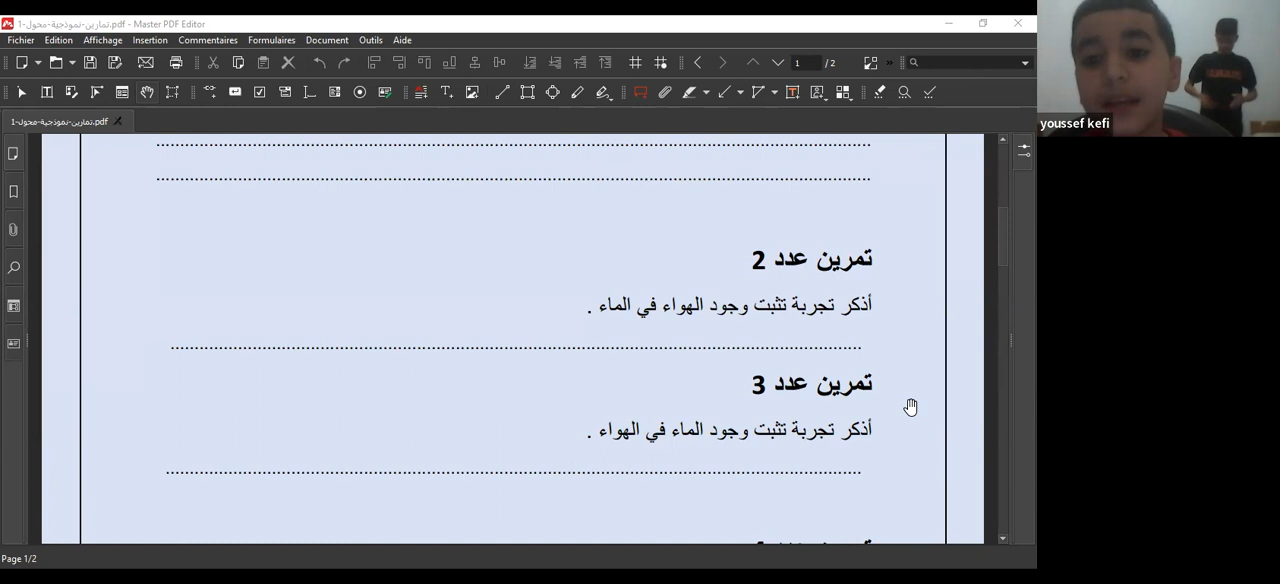 تمارين-نموذجية-محول-1.pdf - Master PDF Editor
Fichier Edition Affichage Insertion Commentaires Formulaires Document Outils Aide
1 / 2
تمارين-نموذجية-محول-1.pdf
youssef kefi
تمرين عدد 2
أذكر تجربة تثبت وجود الهواء في الماء .
تمرين عدد 3
أذكر تجربة تثبت وجود الماء في الهواء .
Page 1/2